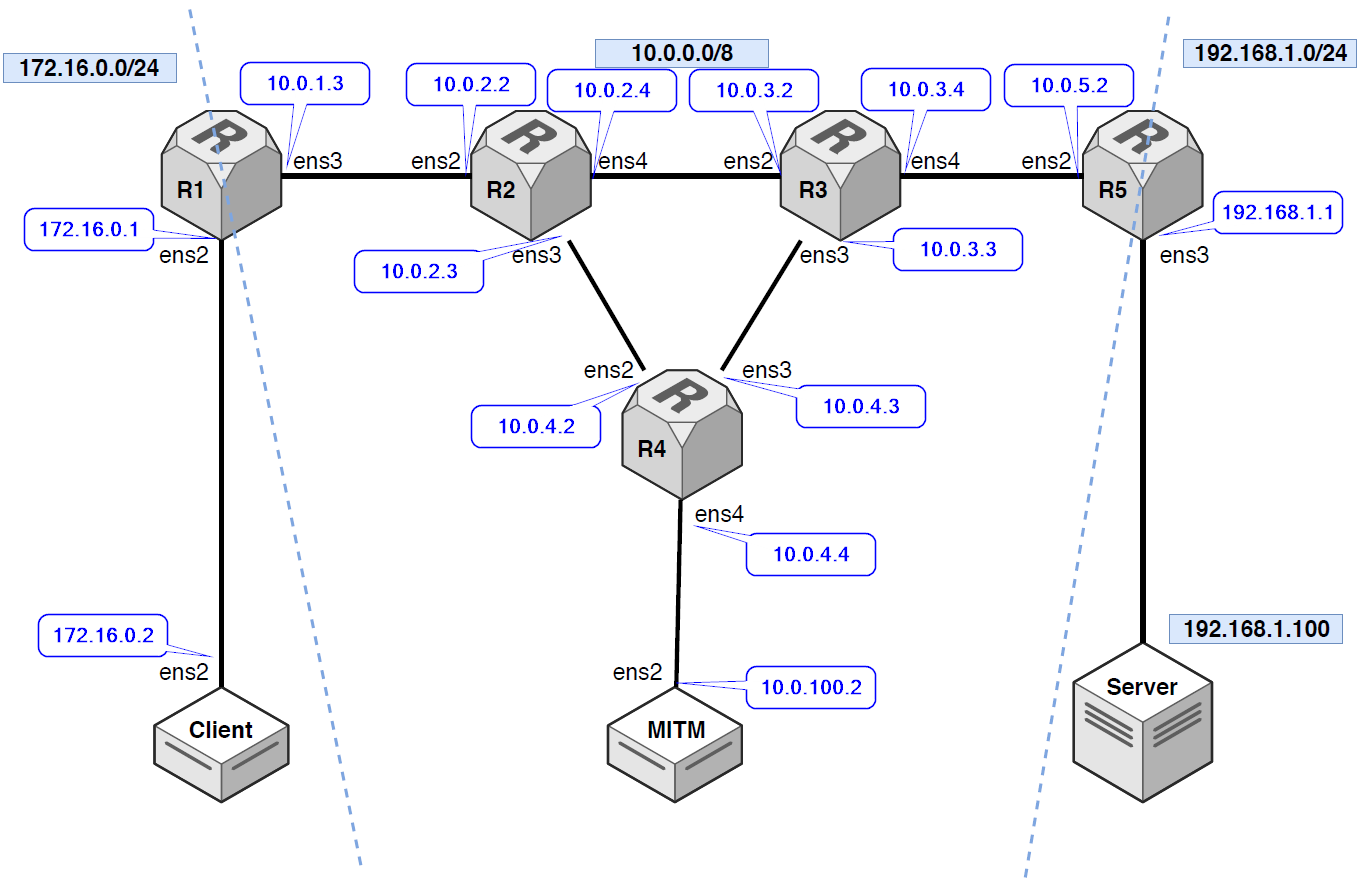 172.16.0.0/24
10.0.0.0/8
192.168.1.0/24
10.0.1.3
10.0.2.2
10.0.2.4
10.0.3.2
10.0.3.4
10.0.5.2
R
R
R
R
ens3
ens2
ens4
ens2
ens4
ens2
R1
R2
R3
R5
172.16.0.1
192.168.1.1
ens2
10.0.2.3
ens3
ens3
10.0.3.3
ens3
ens2
ens3
R
10.0.4.2
10.0.4.3
R4
ens4
10.0.4.4
172.16.0.2
192.168.1.100
ens2
ens2
10.0.100.2
Client
MITM
Server